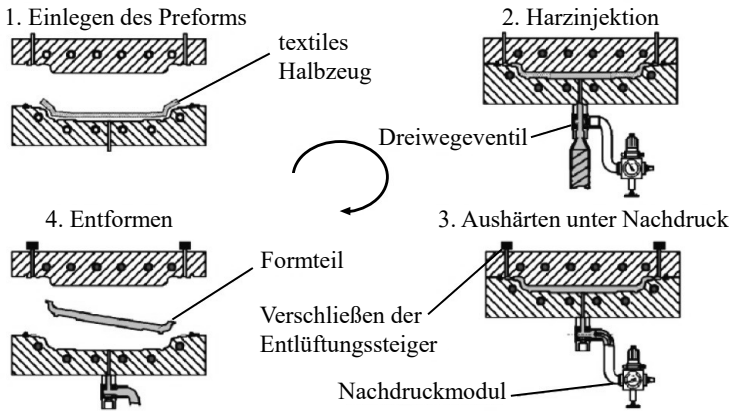 1. Einlegen des Preforms
textiles
Halbzeug
2. Harzinjektion
Dreiwegeventil
4. Entformen
Formteil
3. Aushärten unter Nachdruck
Verschließen der
Entlüftungssteiger
Nachdruckmodul